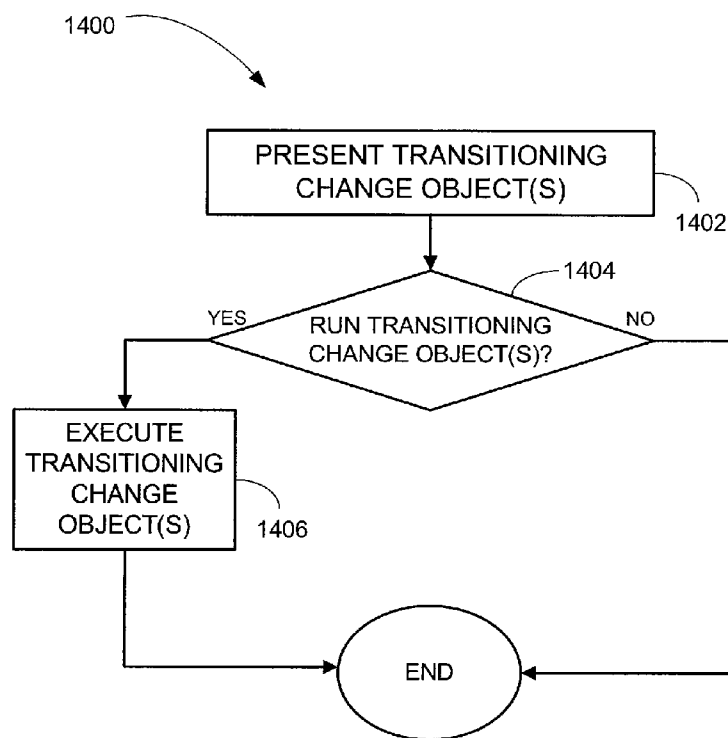 1400
PRESENT TRANSITIONING
CHANGE OBJECT(S)
1402
1404
YES
RUN TRANSITIONING
CHANGE OBJECT(S)?
NO
EXECUTE
TRANSITIONING
CHANGE
OBJECT(S)
1406
END